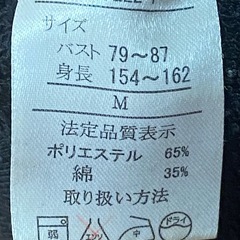 サイズ
バスト 79～87
身長 154～162
M
法定品質表示
ポリエステル 65%
綿 35%
取り扱い方法
弱 中 ドライ